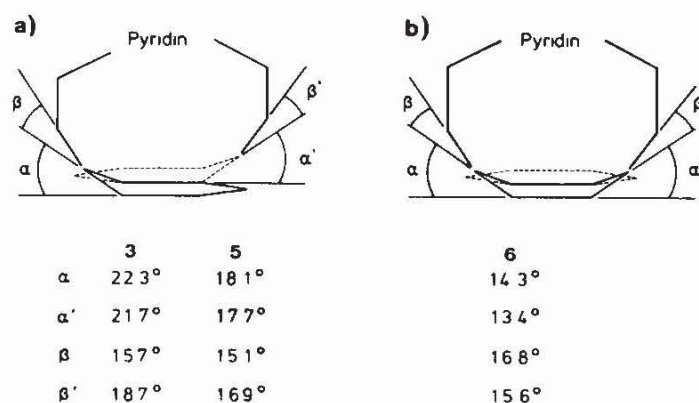 a)
Pyridin
β
β'
α
α'
b)
Pyridin
β
β
α
α
3 5 6
α 22 3° 18 1° 14 3°
α' 21 7° 17 7° 13 4°
β 15 7° 15 1° 16 8°
β' 18 7° 16 9° 15 6°